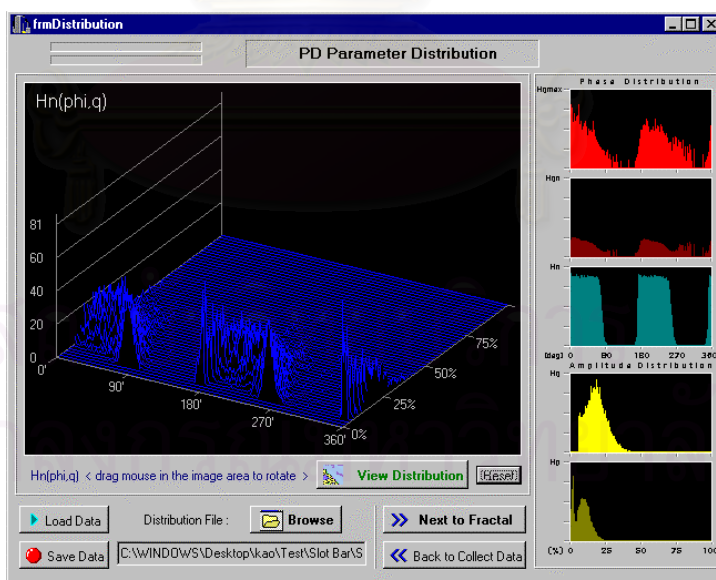 frmDistribution
PD Parameter Distribution
Hn(phi,q)
81
60
40
20
0
0'
90'
180'
270'
360'
0%
25%
50%
75%
Hn(phi,q) < drag mouse in the image area to rotate >
View Distribution
Reset
Phase Distribution
Hqmax
Hqn
Hn
(deg) 0 90 180 270 360
Amplitude Distribution
Hq
Hp
(%) 0 25 50 75 100
Load Data
Distribution File :
Browse
Next to Fractal
Save Data
C:\WINDOWS\Desktop\kao\Test\Slot Bar\S
Back to Collect Data